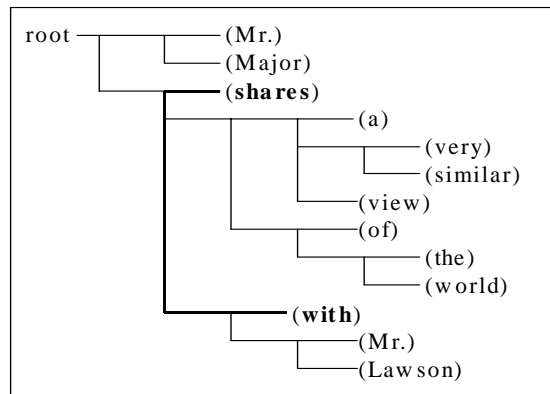 root (Mr.)
(Major)
(shares)
(a)
(very)
(similar)
(view)
(of)
(the)
(world)
(with)
(Mr.)
(Lawson)